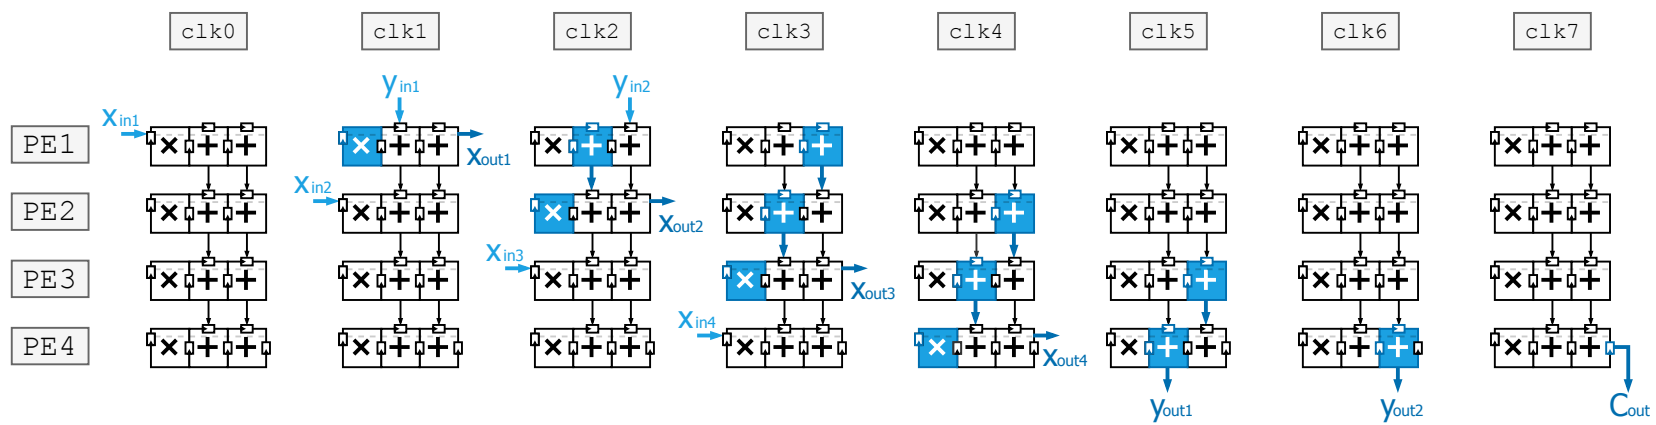 clk0 clk1 clk2 clk3 clk4 clk5 clk6 clk7
yin1 yin2
xin1
PE1 xout1
xin2
PE2 xout2
xin3
PE3 xout3
xin4
PE4 xout4
yout1 yout2 Cout